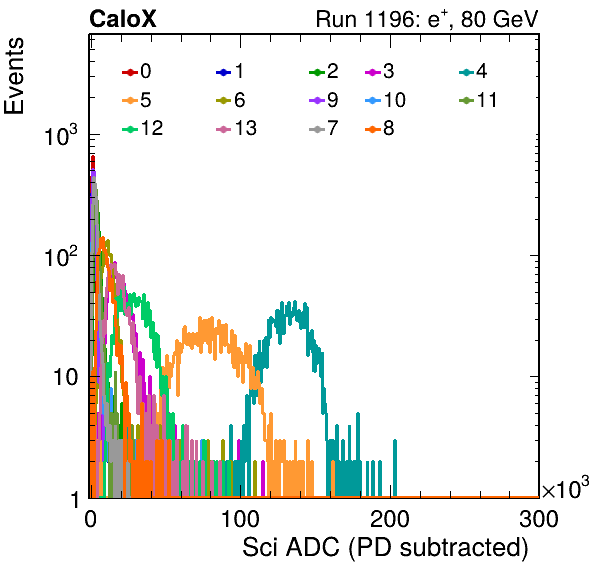 CaloX Run 1196: e⁺, 80 GeV
Events
0 1 2 3 4
5 6 9 10 11
12 13 7 8
10³
10²
10
1
0 100 200 300
×10³
Sci ADC (PD subtracted)